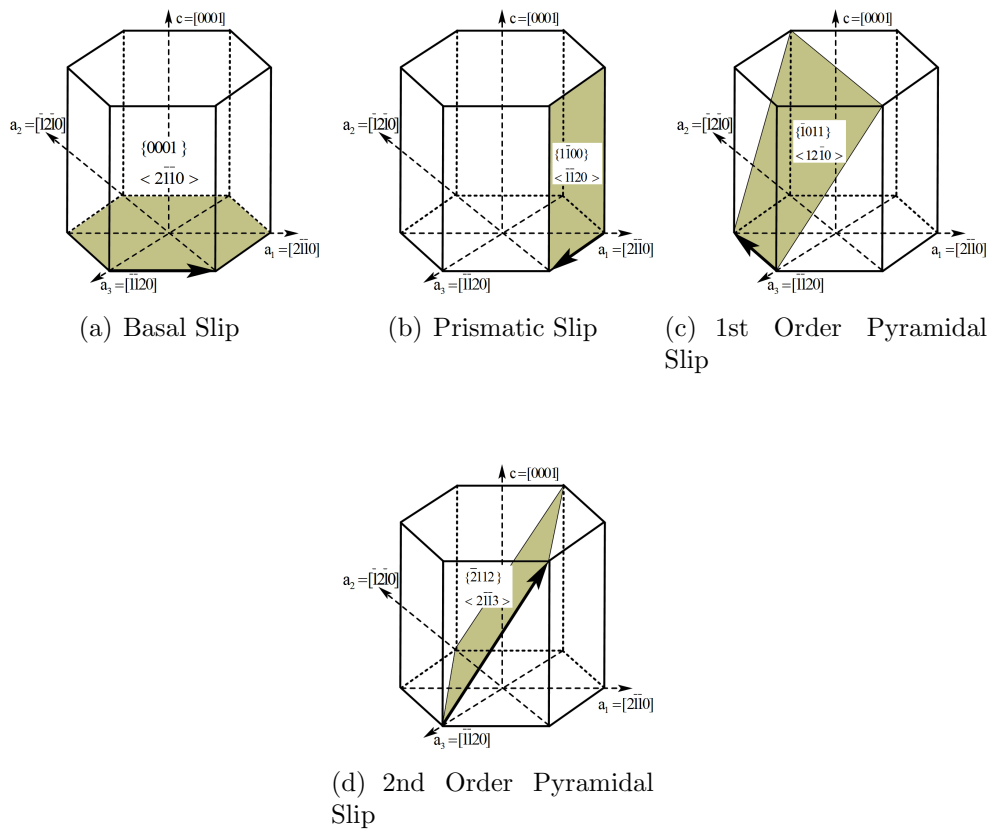 c=[0001]
a₂=[1̄21̄0]
{0001}
< 21̄1̄0 >
a₁=[21̄1̄0]
a₃=[1̄1̄20]
(a) Basal Slip
c=[0001]
a₂=[1̄21̄0]
{11̄00}
< 1̄1̄20 >
a₁=[21̄1̄0]
a₃=[1̄1̄20]
(b) Prismatic Slip
c=[0001]
a₂=[1̄21̄0]
{1̄011}
< 121̄0 >
a₁=[21̄1̄0]
a₃=[1̄1̄20]
(c) 1st Order Pyramidal
Slip
c=[0001]
a₂=[1̄21̄0]
{2̄112}
< 21̄1̄3 >
a₁=[21̄1̄0]
a₃=[1̄1̄20]
(d) 2nd Order Pyramidal
Slip